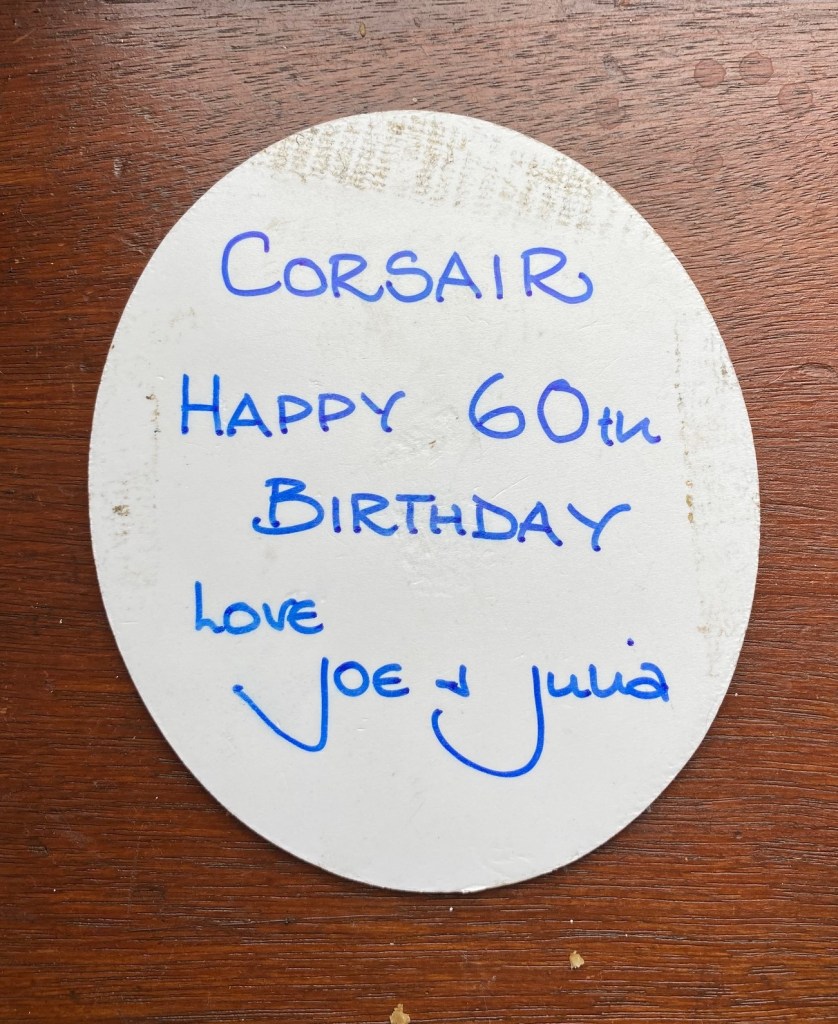 CORSAIR
HAPPY 60th
BIRTHDAY
LOVE
JOE & Julia